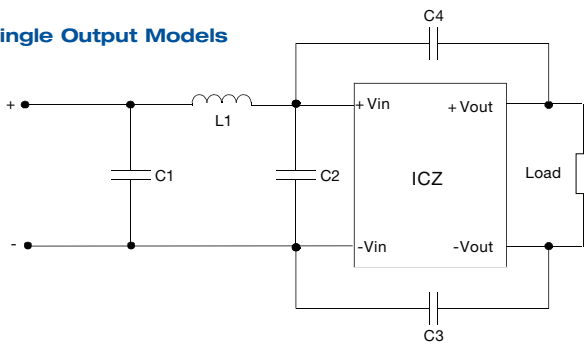 ingle Output Models
C4
+
+ Vin
+ Vout
L1
C1
C2
ICZ
Load
-
-Vin
-Vout
C3